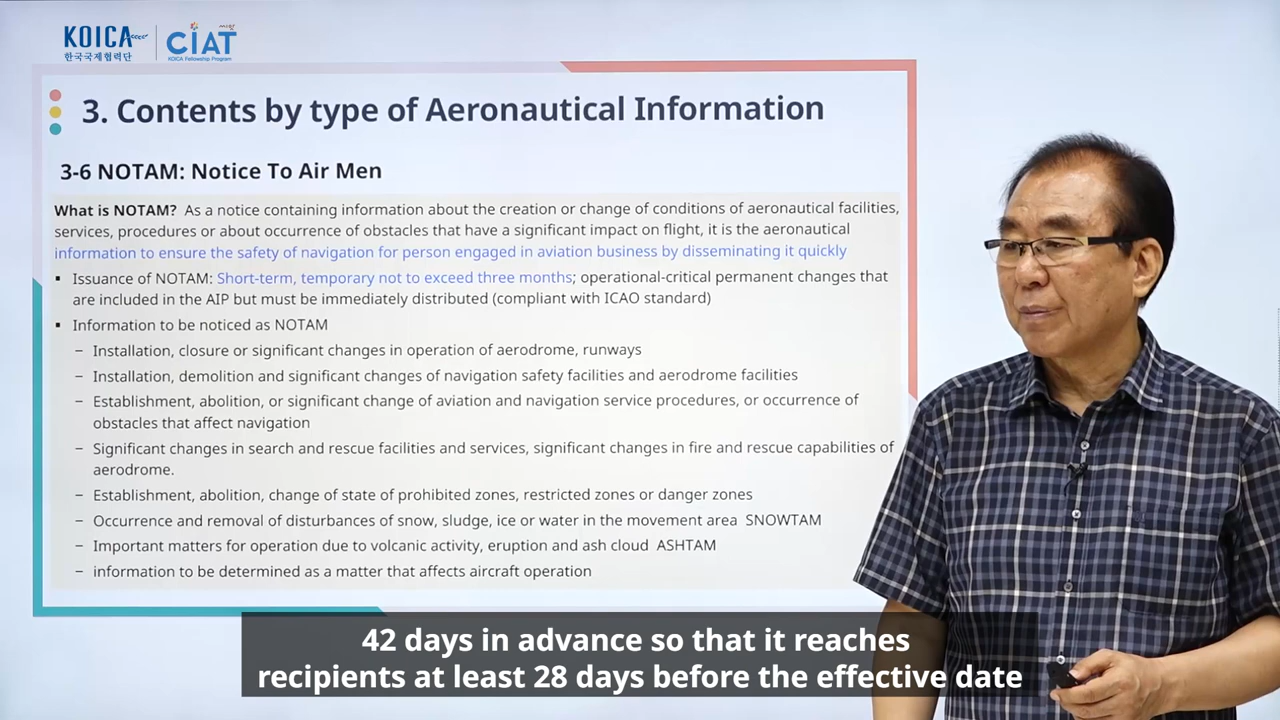 KOICA
한국국제협력단
CIAT
KOICA Fellowship Program
3. Contents by type of Aeronautical Information
3-6 NOTAM: Notice To Air Men
What is NOTAM? As a notice containing information about the creation or change of conditions of aeronautical facilities,
services, procedures or about occurrence of obstacles that have a significant impact on flight, it is the aeronautical
information to ensure the safety of navigation for person engaged in aviation business by disseminating it quickly
▪ Issuance of NOTAM: Short-term, temporary not to exceed three months; operational-critical permanent changes that
are included in the AIP but must be immediately distributed (compliant with ICAO standard)
▪ Information to be noticed as NOTAM
− Installation, closure or significant changes in operation of aerodrome, runways
− Installation, demolition and significant changes of navigation safety facilities and aerodrome facilities
− Establishment, abolition, or significant change of aviation and navigation service procedures, or occurrence of
obstacles that affect navigation
− Significant changes in search and rescue facilities and services, significant changes in fire and rescue capabilities of
aerodrome.
− Establishment, abolition, change of state of prohibited zones, restricted zones or danger zones
− Occurrence and removal of disturbances of snow, sludge, ice or water in the movement area SNOWTAM
− Important matters for operation due to volcanic activity, eruption and ash cloud ASHTAM
− information to be determined as a matter that affects aircraft operation
42 days in advance so that it reaches
recipients at least 28 days before the effective date